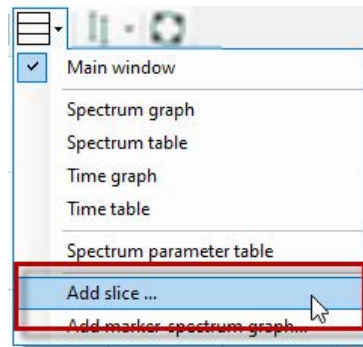 Main window
Spectrum graph
Spectrum table
Time graph
Time table
Spectrum parameter table
Add slice ...
Add marker-spectrum graph...